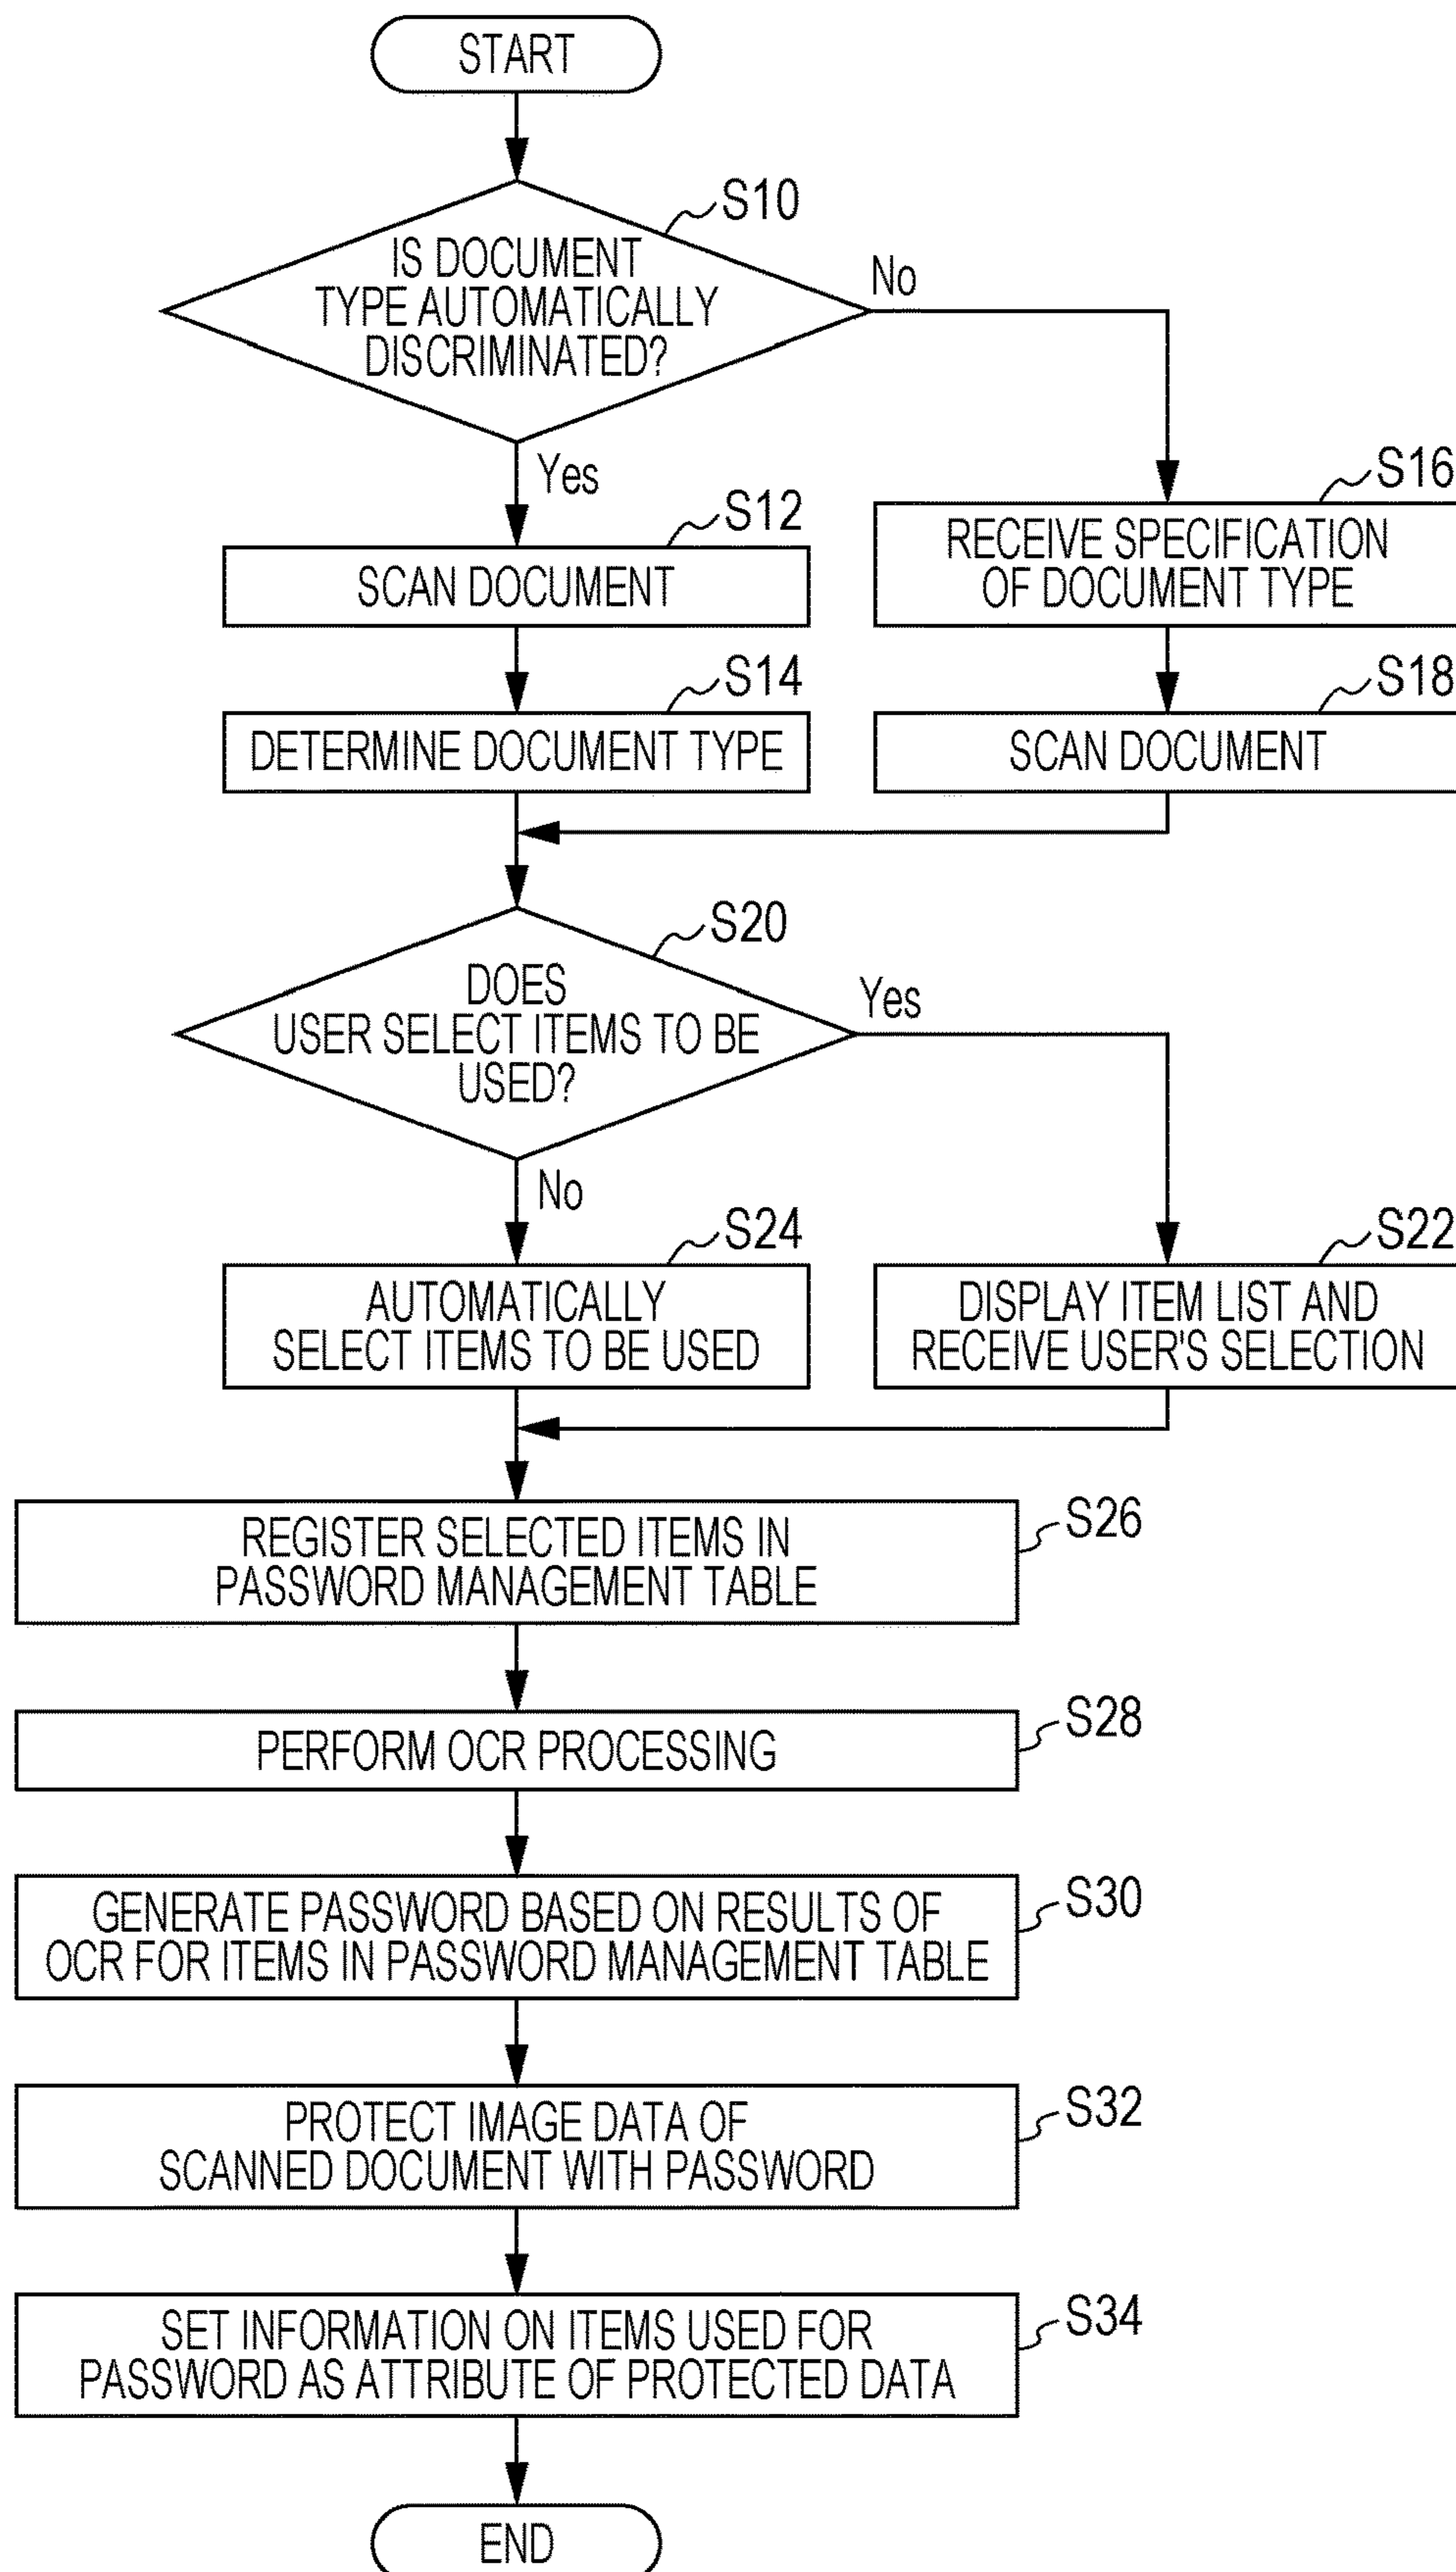 START
S10
IS DOCUMENT
TYPE AUTOMATICALLY
DISCRIMINATED?
No
Yes
S12
SCAN DOCUMENT
S16
RECEIVE SPECIFICATION
OF DOCUMENT TYPE
S14
DETERMINE DOCUMENT TYPE
S18
SCAN DOCUMENT
S20
DOES
USER SELECT ITEMS TO BE
USED?
Yes
No
S24
AUTOMATICALLY
SELECT ITEMS TO BE USED
S22
DISPLAY ITEM LIST AND
RECEIVE USER'S SELECTION
REGISTER SELECTED ITEMS IN
PASSWORD MANAGEMENT TABLE
S26
PERFORM OCR PROCESSING
S28
GENERATE PASSWORD BASED ON RESULTS OF
OCR FOR ITEMS IN PASSWORD MANAGEMENT TABLE
S30
PROTECT IMAGE DATA OF
SCANNED DOCUMENT WITH PASSWORD
S32
SET INFORMATION ON ITEMS USED FOR
PASSWORD AS ATTRIBUTE OF PROTECTED DATA
S34
END